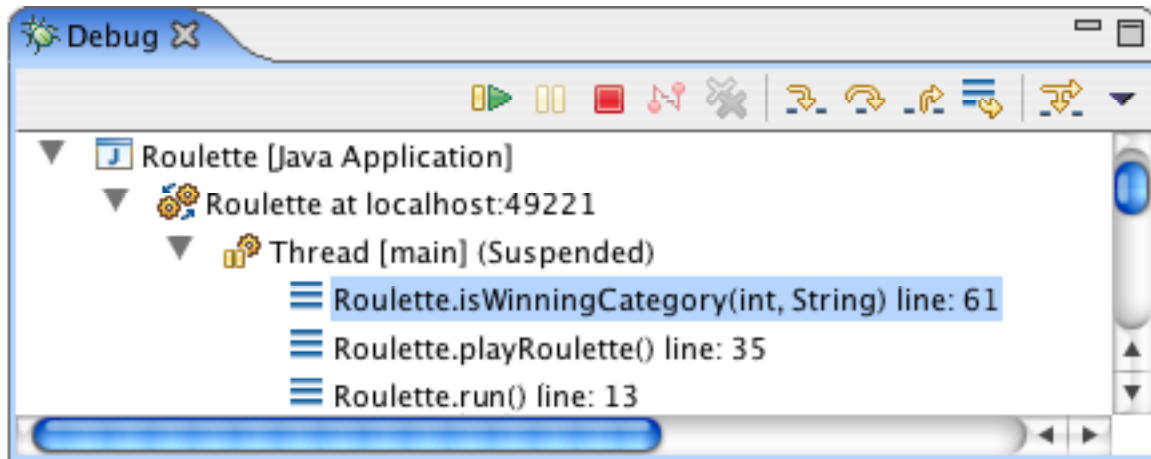 Debug
Roulette [Java Application]
Roulette at localhost:49221
Thread [main] (Suspended)
Roulette.isWinningCategory(int, String) line: 61
Roulette.playRoulette() line: 35
Roulette.run() line: 13